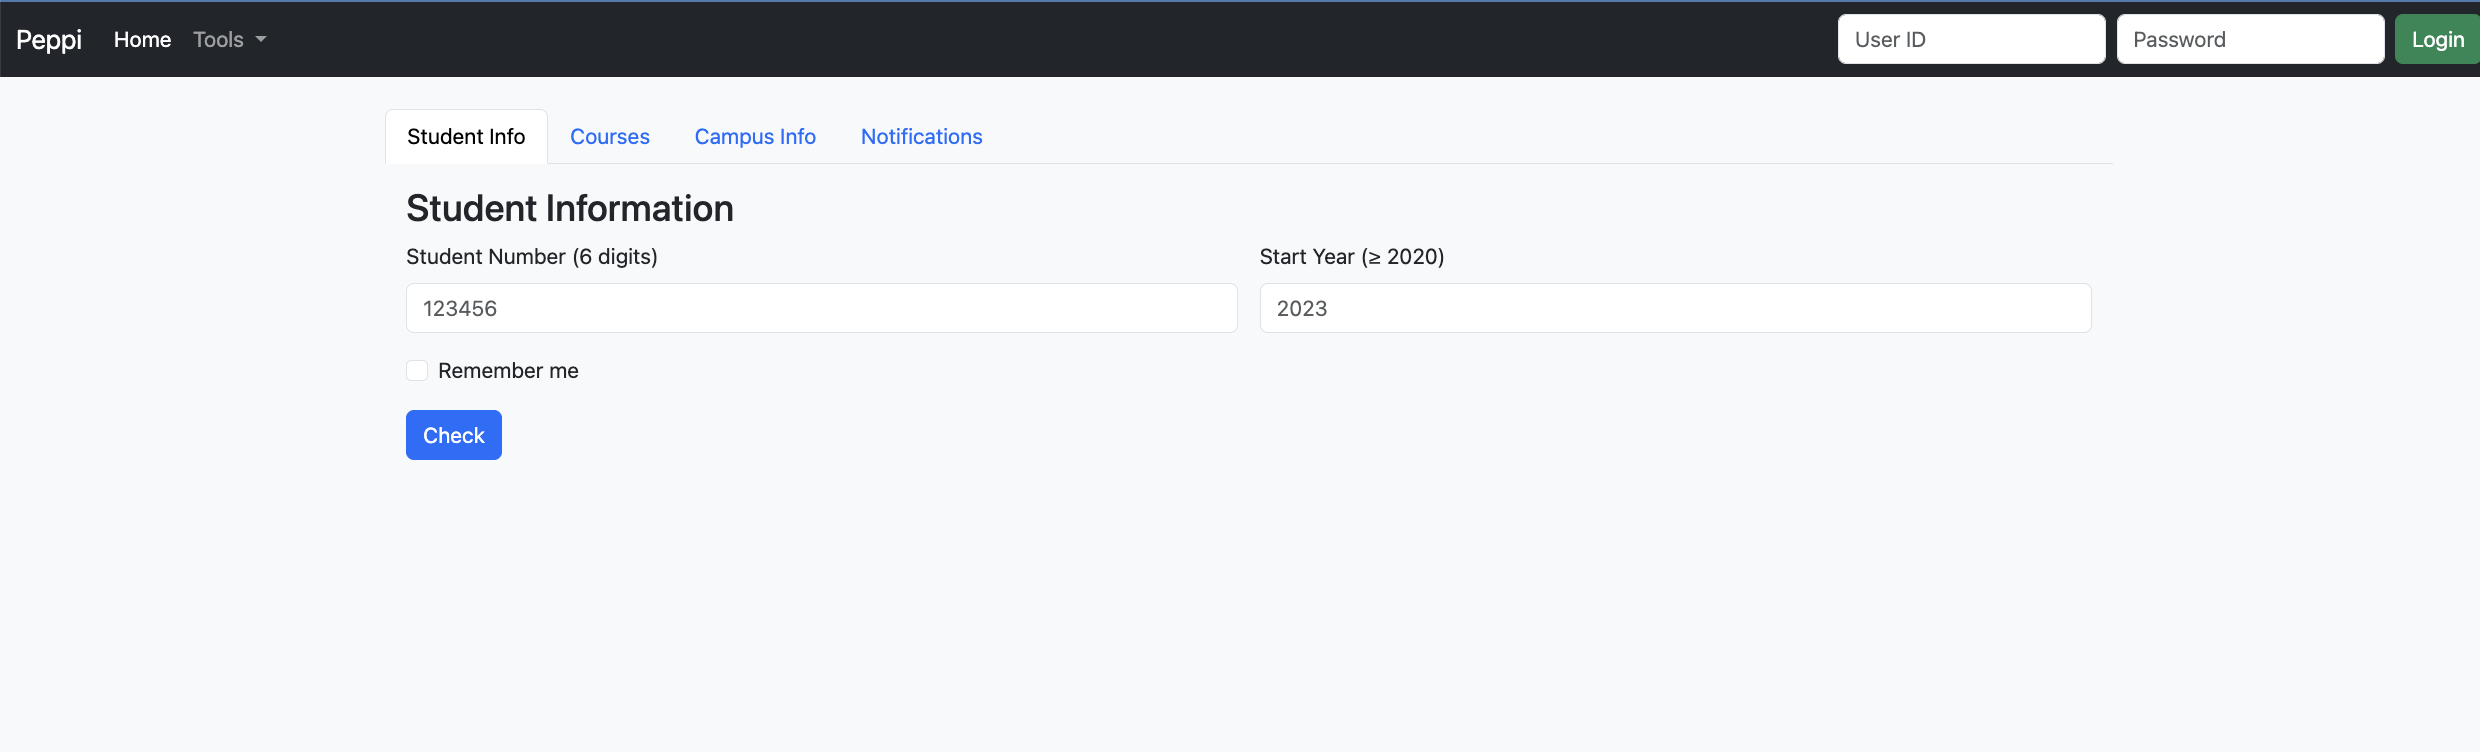 Peppi Home Tools User ID Password Login
Student Info Courses Campus Info Notifications
Student Information
Student Number (6 digits) Start Year (≥ 2020)
123456 2023
Remember me
Check